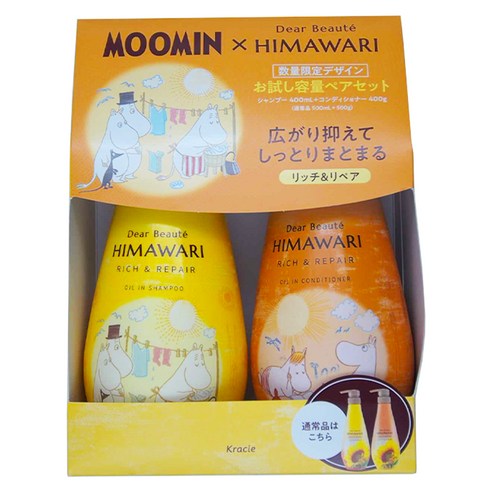 Dear Beauté
MOOMIN × HIMAWARI
数量限定デザイン
お試し容量ペアセット
シャンプー 400mL×コンディショナー 400g
広がり抑えて
しっとりまとまる
リッチ&リペア
Dear Beauté
HIMAWARI
RICH & REPAIR
OIL IN SHAMPOO
Dear Beauté
HIMAWARI
RICH & REPAIR
OIL IN CONDITIONER
通常品は
こちら
Kracie